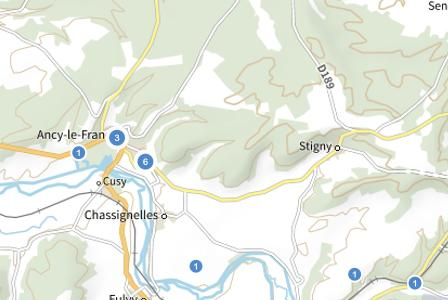 Sen
D189
Ancy-le-Fran
3
1
6
Stigny
Cusy
Chassignelles
1
1
1
Fulvy